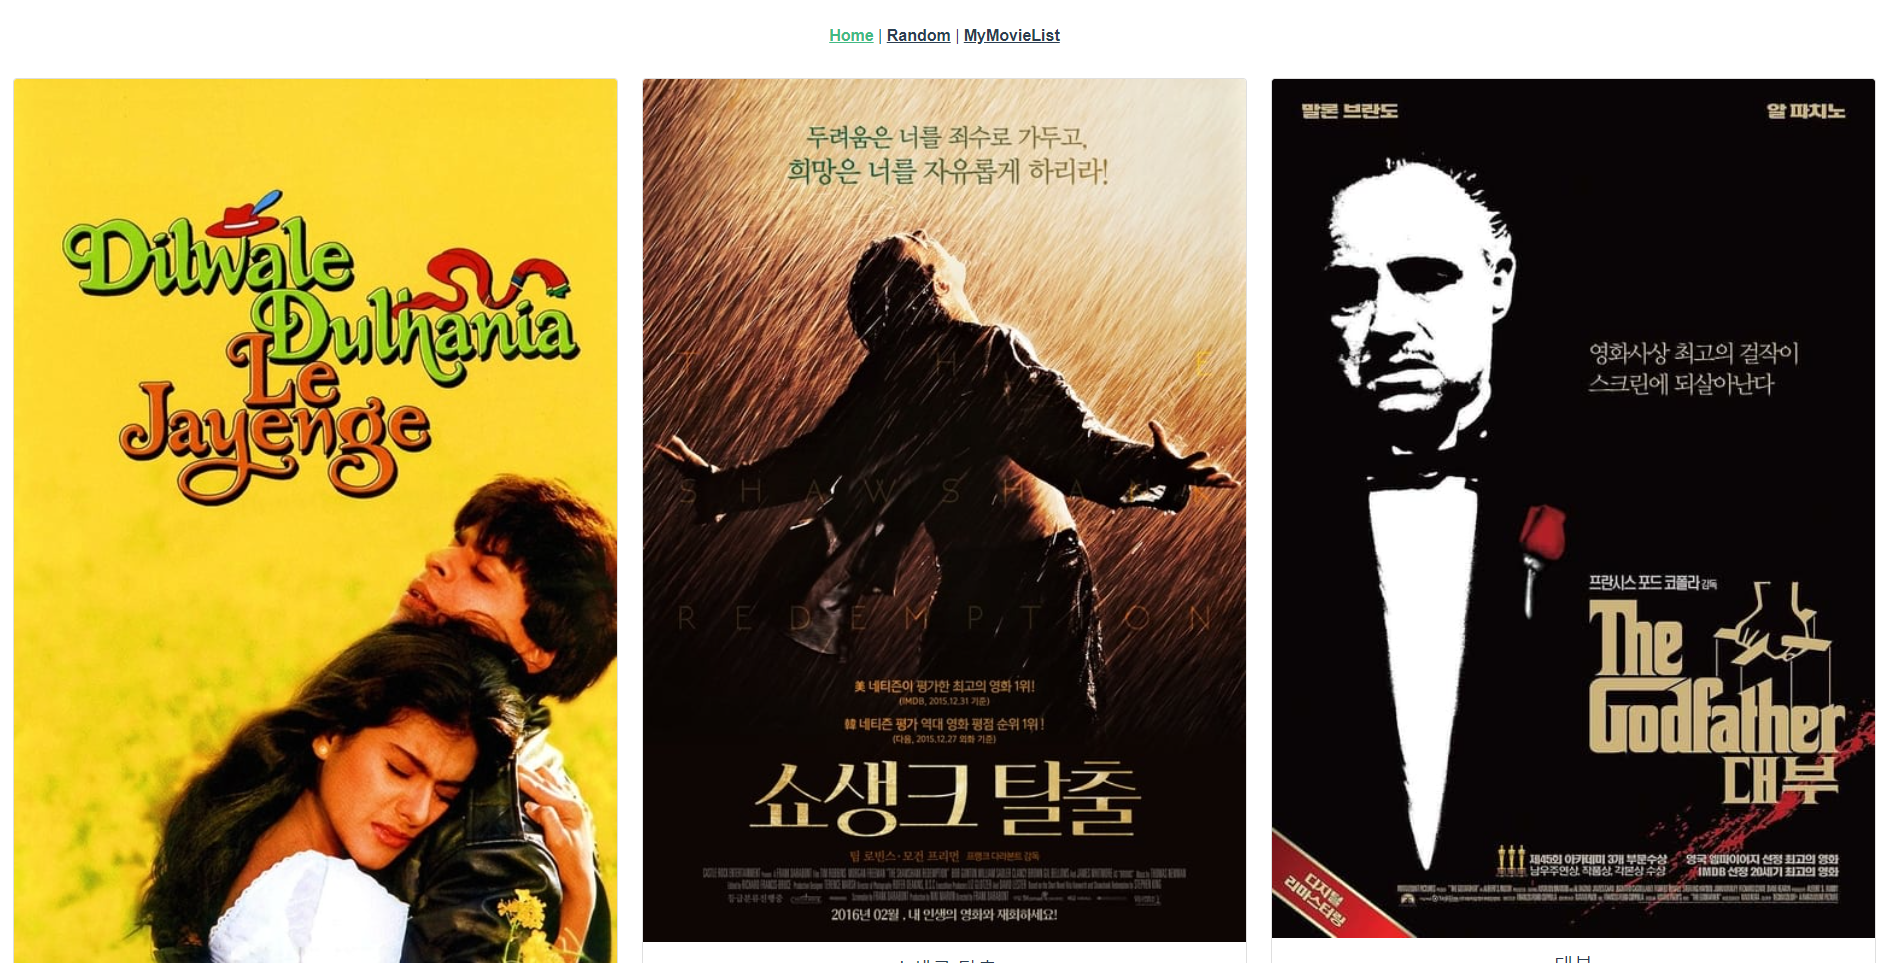 Home | Random | MyMovieList
Dilwale
Dulhania
Le
Jayenge
두려움은 너를 죄수로 가두고,
희망은 너를 자유롭게 하리라!
T H E
S H A W S H A N K
R E D E M P T I O N
美 네티즌이 평가한 최고의 영화 1위!
(IMDB, 2015.12.31 기준)
韓 네티즌 평가 역대 영화 평점 순위 1위!
(다음, 2015.12.27 외화 기준)
쇼생크 탈출
팀 로빈스·모건 프리먼 프랭크 다라본트 감독
2016년 02월, 내 인생의 영화와 재회하세요!
말론 브란도
알 파치노
영화사상 최고의 걸작이
스크린에 되살아난다
프란시스 포드 코폴라 감독
The
Godfather
대부
제45회 아카데미 3개 부문수상
남우주연상, 작품상, 각본상 수상
영국 엠파이어지 선정 최고의 영화
IMDB 선정 20세기 최고의 영화
디지털
리마스터링
쇼생크 탈출
대부